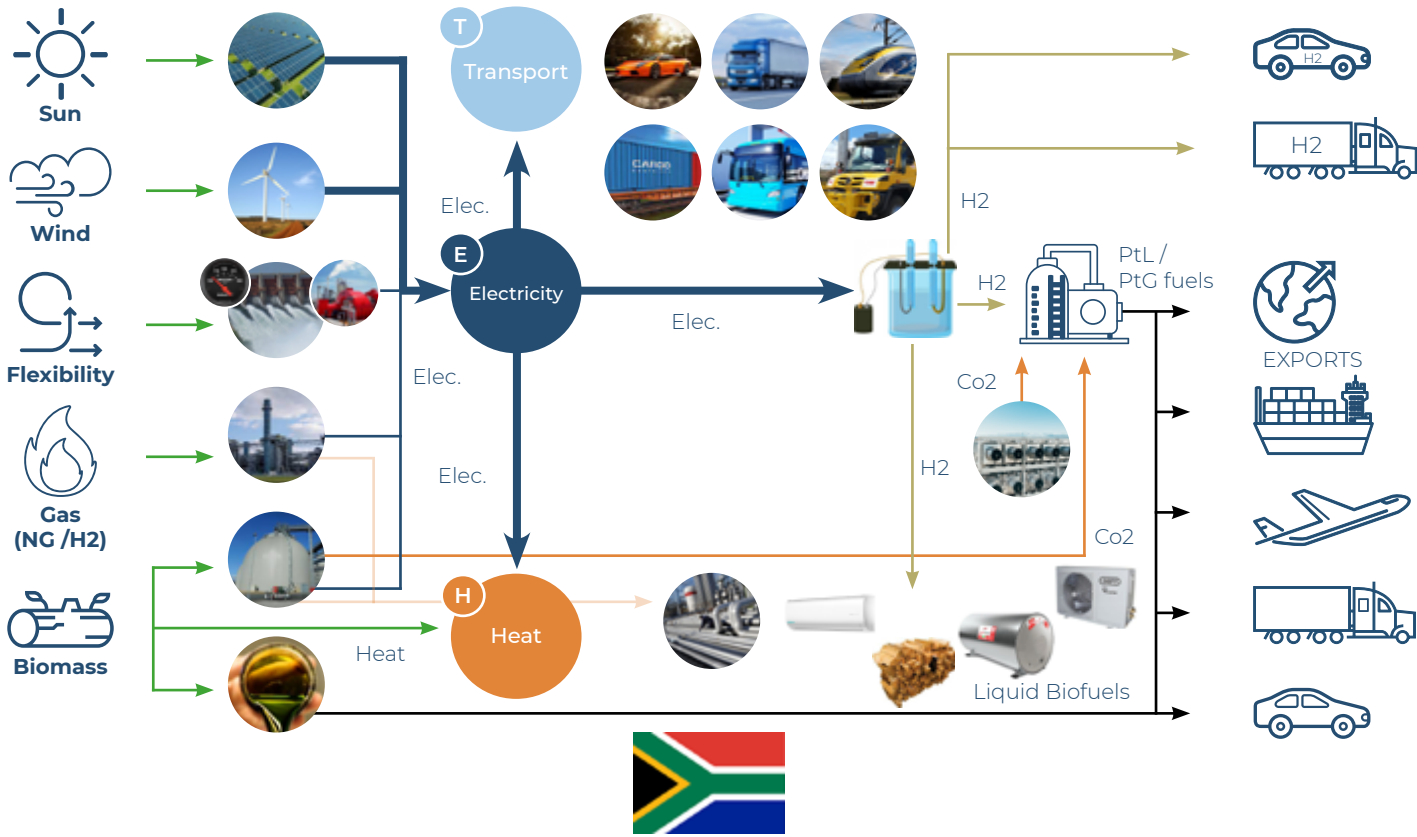 Sun
Wind
Flexibility
Gas
(NG /H2)
Biomass
T
Transport
Elec.
E
Electricity
Elec.
Elec.
Elec.
H
Heat
Heat
CARGO
H2
H2
H2
PtL /
PtG fuels
Co2
Co2
Liquid Biofuels
H2
H2
EXPORTS